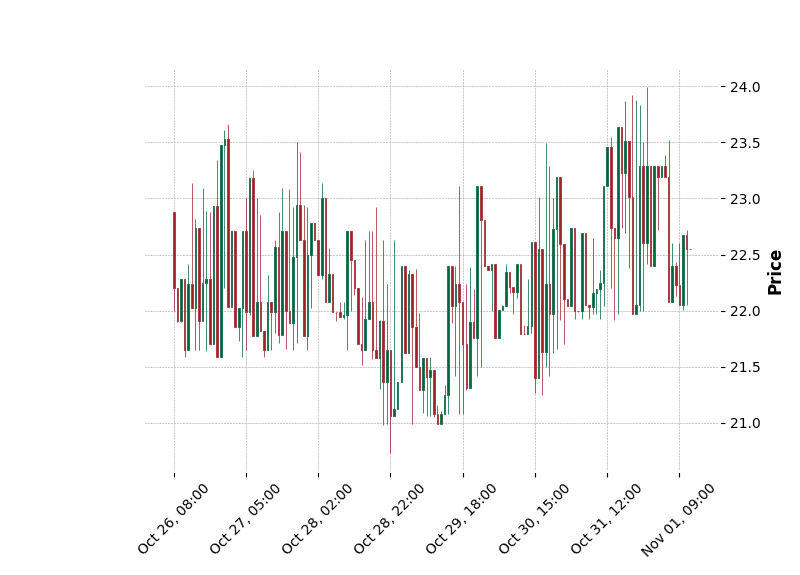 24.0
23.5
23.0
22.5
22.0
21.5
21.0
Price
Oct 26, 08:00
Oct 27, 05:00
Oct 28, 02:00
Oct 28, 22:00
Oct 29, 18:00
Oct 30, 15:00
Oct 31, 12:00
Nov 01, 09:00